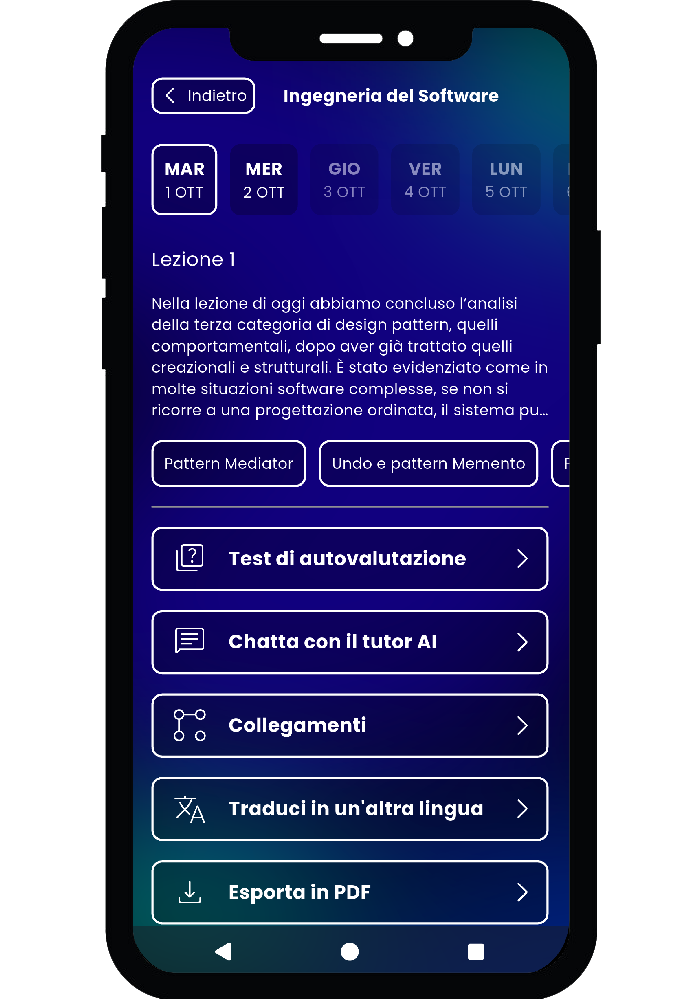 Indietro
Ingegneria del Software
MAR
1 OTT
MER
2 OTT
GIO
3 OTT
VER
4 OTT
LUN
5 OTT
Lezione 1
Nella lezione di oggi abbiamo concluso l'analisi
della terza categoria di design pattern, quelli
comportamentali, dopo aver già trattato quelli
creazionali e strutturali. È stato evidenziato come in
molte situazioni software complesse, se non si
ricorre a una progettazione ordinata, il sistema pu...
Pattern Mediator
Undo e pattern Memento
Test di autovalutazione
Chatta con il tutor AI
Collegamenti
Traduci in un'altra lingua
Esporta in PDF